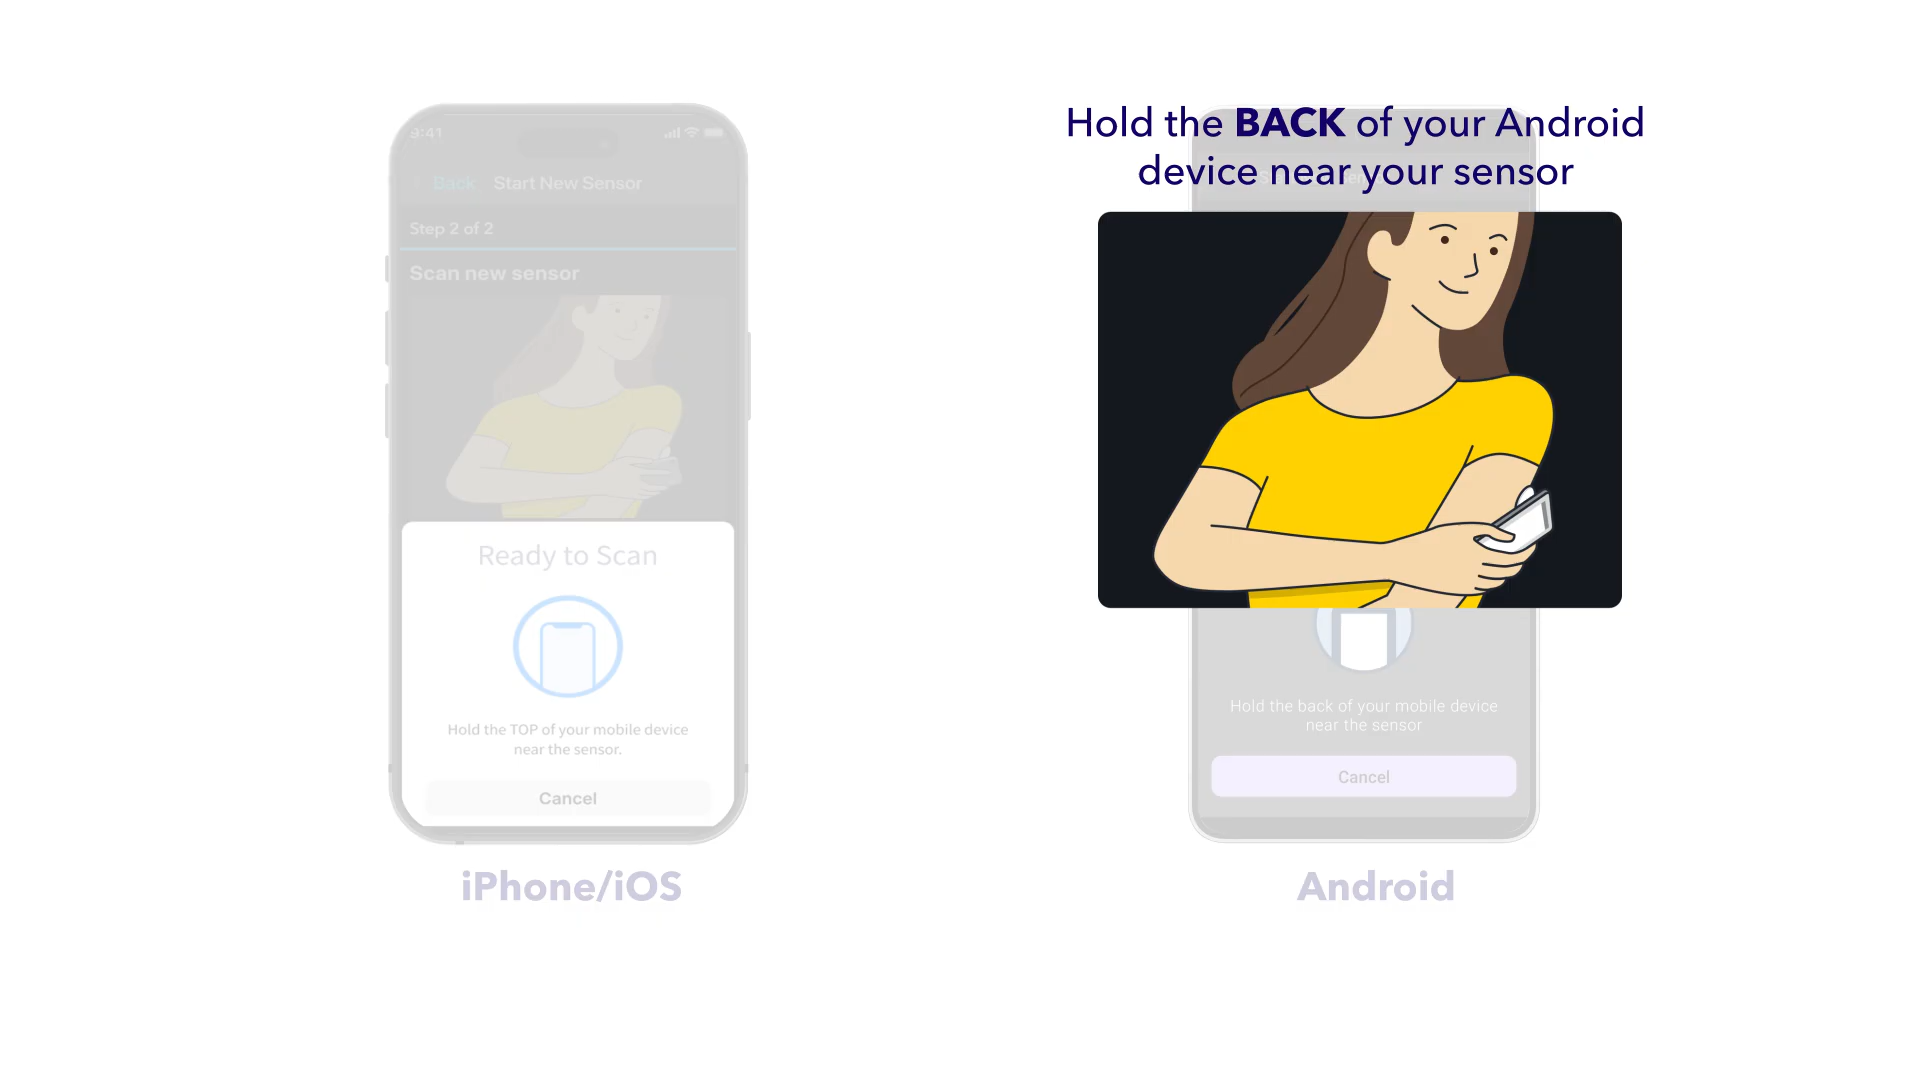 9:41
Back Start New Sensor
Step 2 of 2
Scan new sensor
Ready to Scan
Hold the TOP of your mobile device
near the sensor.
Cancel
iPhone/iOS
Hold the BACK of your Android
device near your sensor
Hold the back of your mobile device
near the sensor
Cancel
Android